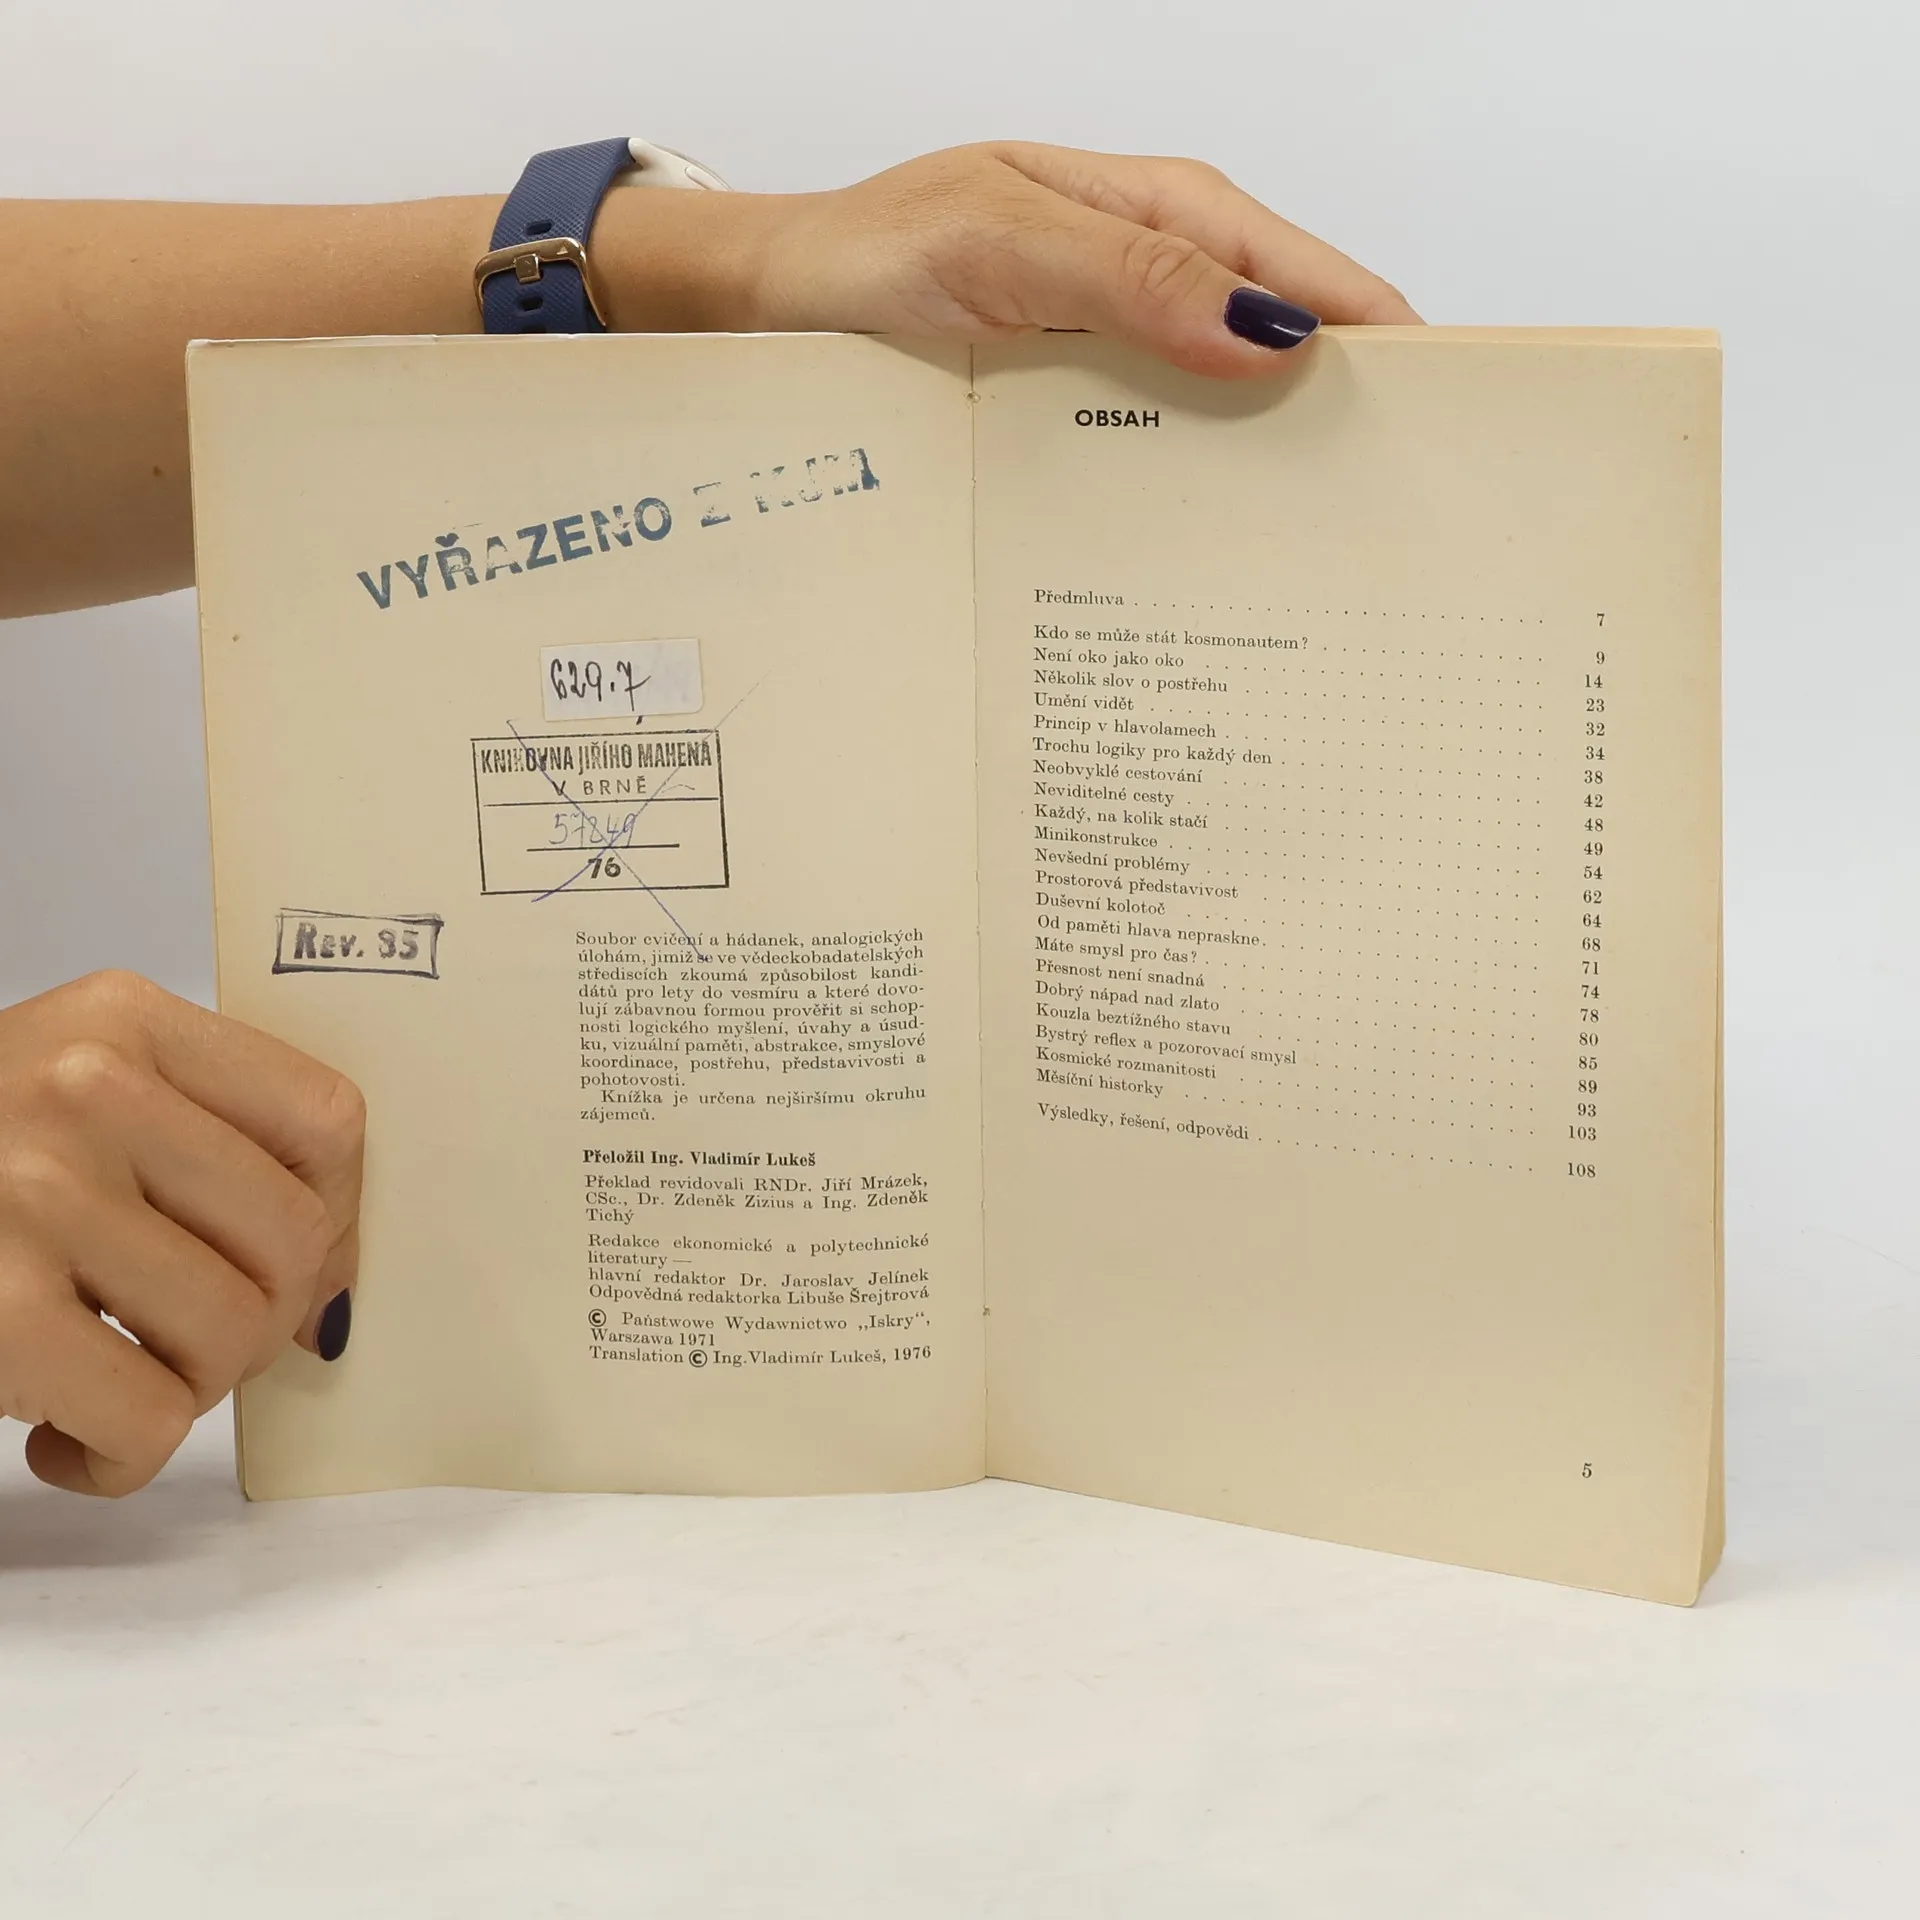 VYŘAZENO Z KJM
629.7
KNIHOVNA JIŘÍHO MAHENA
V BRNĚ
57849
76
Rev. 85
Soubor cvičení a hádanek, analogických
úlohám, jimiž se ve vědeckobadatelských
střediscích zkoumá způsobilost kandi-
dátů pro lety do vesmíru a které dovo-
lují zábavnou formou prověřit si schop-
nosti logického myšlení, úvahy a úsud-
ku, vizuální paměti, abstrakce, smyslové
koordinace, postřehu, představivosti a
pohotovosti.
Knížka je určena nejširšímu okruhu
zájemců.
Přeložil Ing. Vladimír Lukeš
Překlad revidovali RNDr. Jiří Mrázek,
CSc., Dr. Zdeněk Zizius a Ing. Zdeněk
Tichý
Redakce ekonomické a polytechnické
literatury —
hlavní redaktor Dr. Jaroslav Jelínek
Odpovědná redaktorka Libuše Šrejtrová
© Państwowe Wydawnictwo „Iskry“,
Warszawa 1971
Translation © Ing. Vladimír Lukeš, 1976
OBSAH
Předmluva . . . . . . . . . . . . . . . . . . . . . . 7
Kdo se může stát kosmonautem? . . . . . . . . . . . . 9
Není oko jako oko . . . . . . . . . . . . . . . . . . 14
Několik slov o postřehu . . . . . . . . . . . . . . . . 23
Umění vidět . . . . . . . . . . . . . . . . . . . . . 32
Princip v hlavolamech . . . . . . . . . . . . . . . . . 34
Trochu logiky pro každý den . . . . . . . . . . . . . . 38
Neobvyklé cestování . . . . . . . . . . . . . . . . . 42
Neviditelné cesty . . . . . . . . . . . . . . . . . . . 48
Každý, na kolik stačí . . . . . . . . . . . . . . . . . 49
Minikonstrukce . . . . . . . . . . . . . . . . . . . . 54
Nevšední problémy . . . . . . . . . . . . . . . . . . 62
Prostorová představivost . . . . . . . . . . . . . . . 64
Duševní kolotoč . . . . . . . . . . . . . . . . . . . 68
Od paměti hlava nepraskne . . . . . . . . . . . . . . . 71
Máte smysl pro čas? . . . . . . . . . . . . . . . . . . 74
Přesnost není snadná . . . . . . . . . . . . . . . . . 78
Dobrý nápad nad zlato . . . . . . . . . . . . . . . . . 80
Kouzla beztížného stavu . . . . . . . . . . . . . . . . 85
Bystrý reflex a pozorovací smysl . . . . . . . . . . . . 89
Kosmické rozmanitosti . . . . . . . . . . . . . . . . . 93
Měsíční historky . . . . . . . . . . . . . . . . . . . 103
Výsledky, řešení, odpovědi . . . . . . . . . . . . . . . 108
5